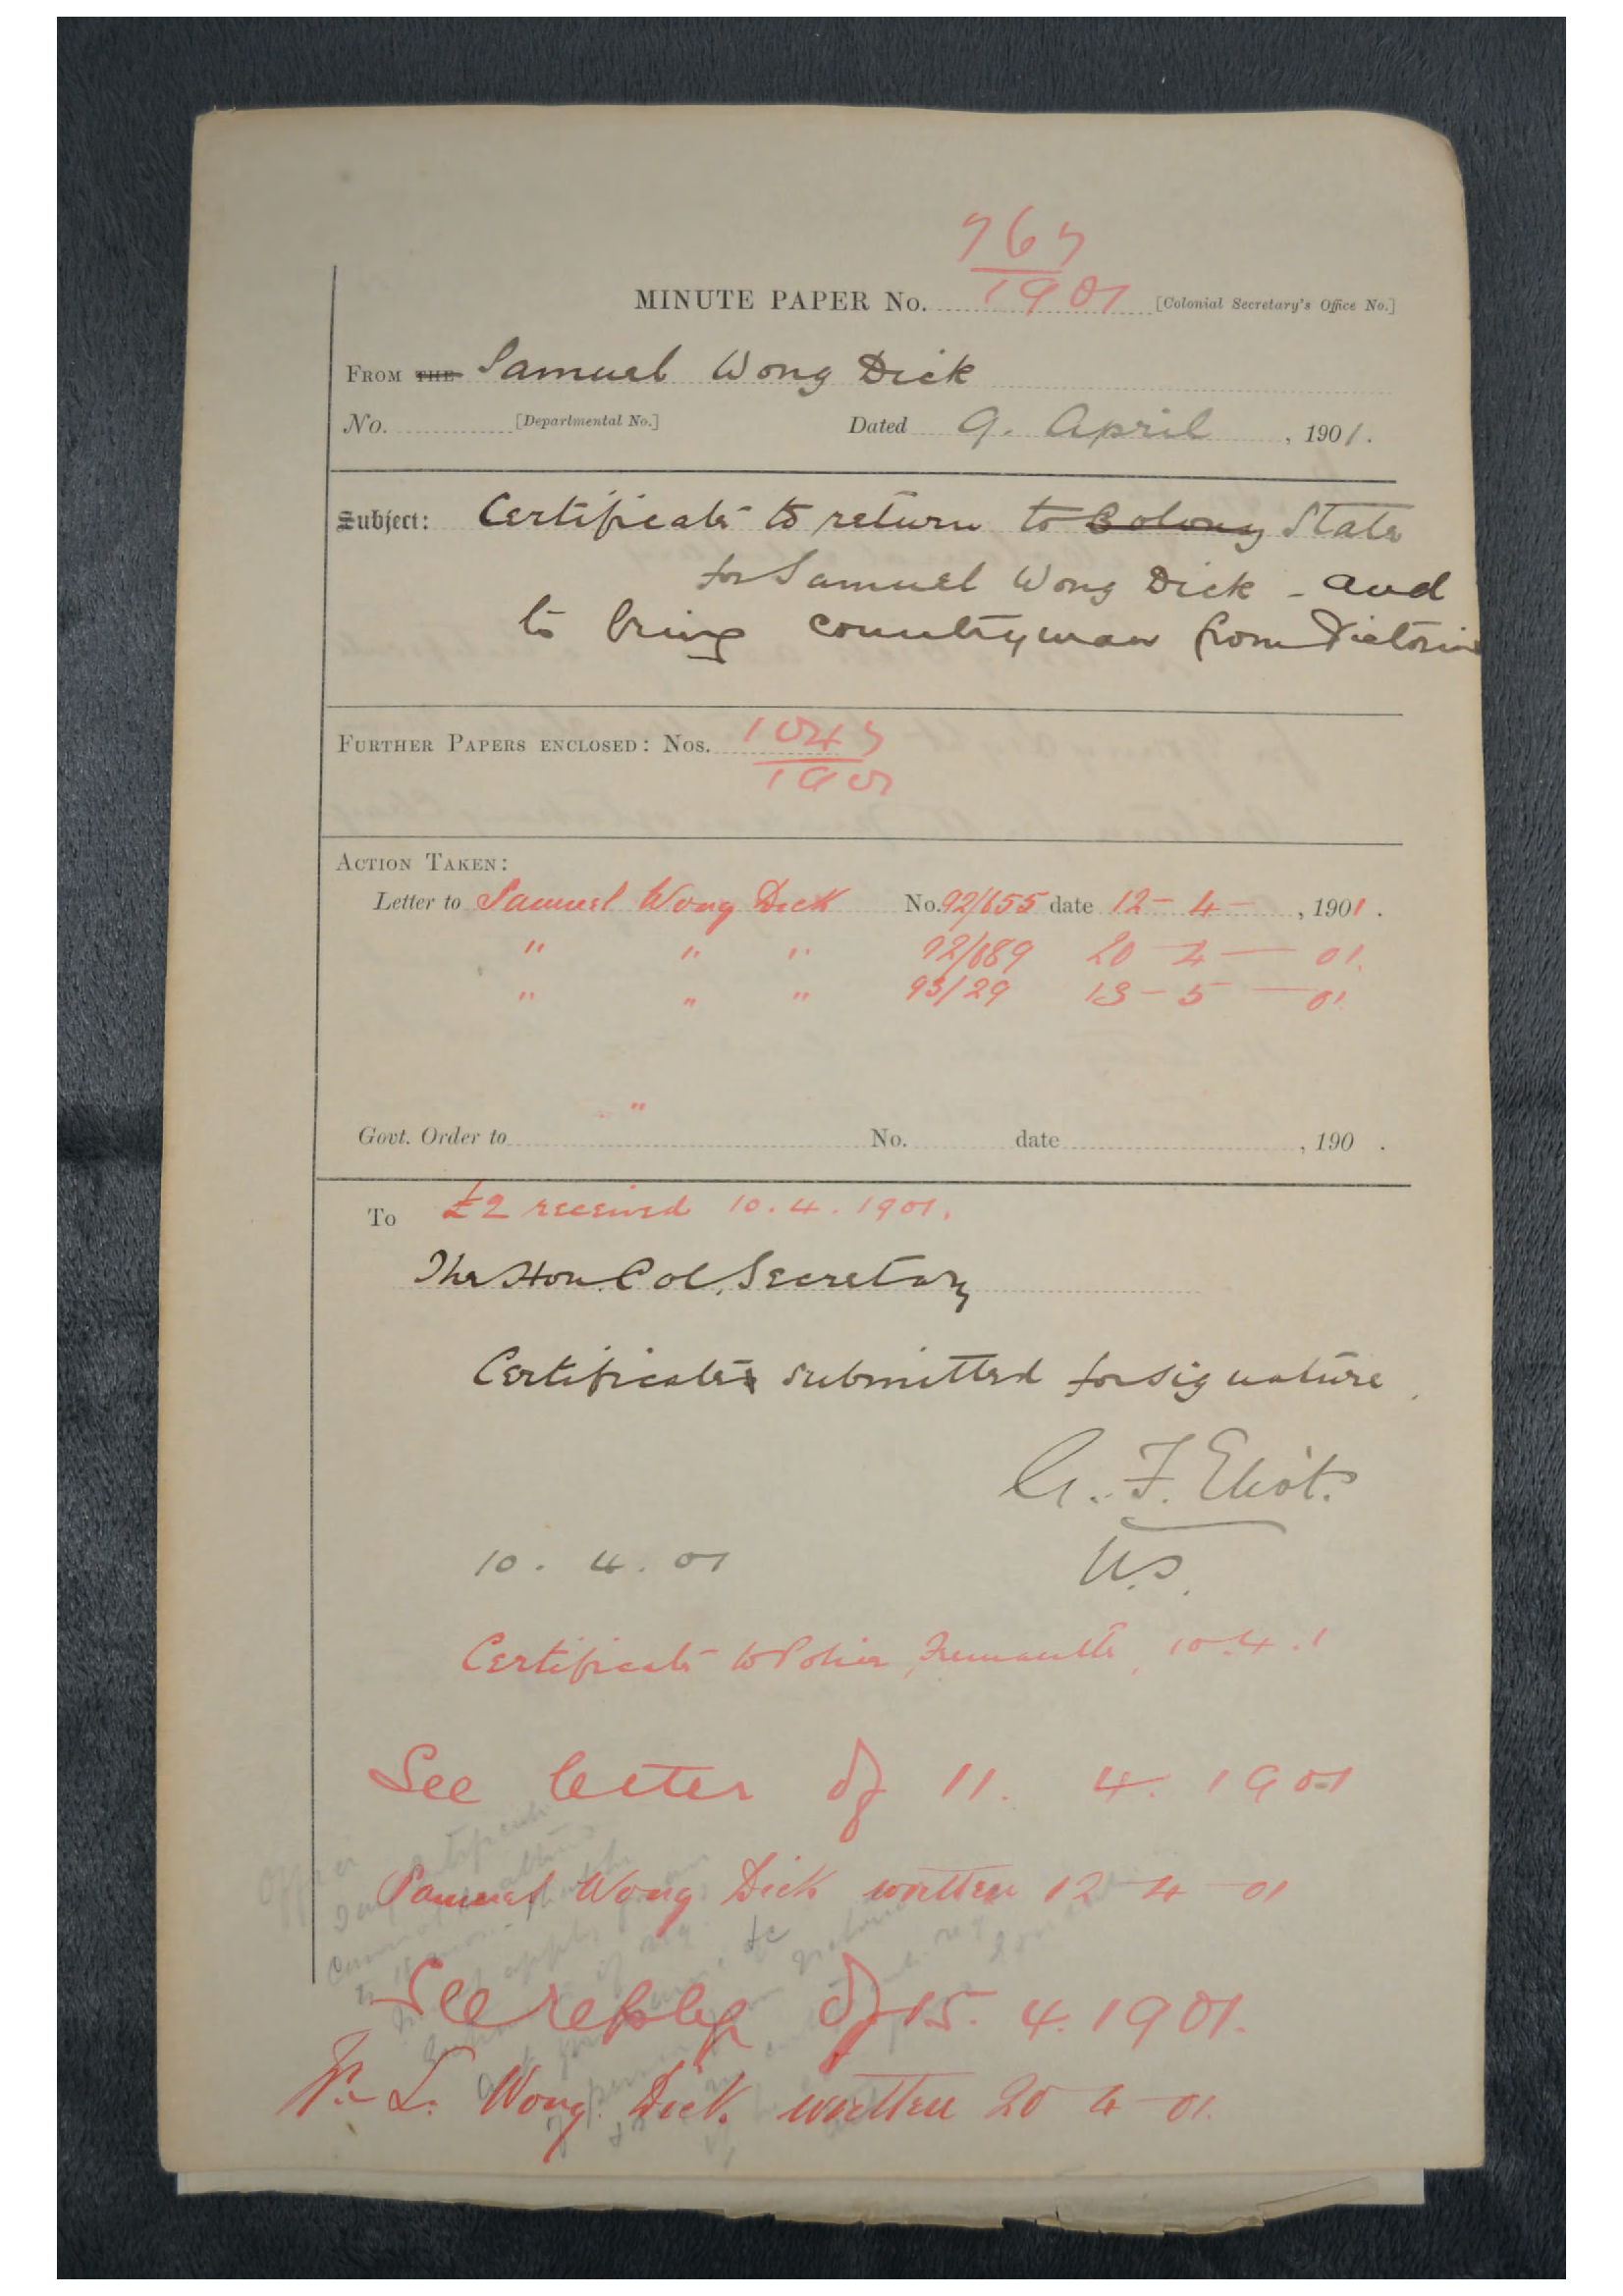 767
1901
MINUTE PAPER No. [Colonial Secretary's Office No.]
FROM THE Samuel Wong Dick
No. [Departmental No.] Dated 9. April, 1901.
Subject: Certificate to return to Colony State
for Samuel Wong Dick - and
to bring countryman from Victoria
FURTHER PAPERS ENCLOSED: Nos. 1047
1901
ACTION TAKEN:
Letter to Samuel Wong Dick No. 92/655 date 12 - 4 - , 1901.
" " " 92/689 20 - 4 - 01.
" " " 93/29 13 - 5 - 01.
"
Govt. Order to No. date , 190 .
To £2 received 10.4.1901.
The Hon. Col. Secretary
Certificate submitted for signature.
G. F. Eliot.
10. 4. 01 U.S.
Certificate to Police, Fremantle, 10.4.1
See letter of 11. 4. 1901
Samuel Wong Dick written 12 - 4 - 01
See reply of 15. 4. 1901.
Wong Dick written 20 - 4 - 01.